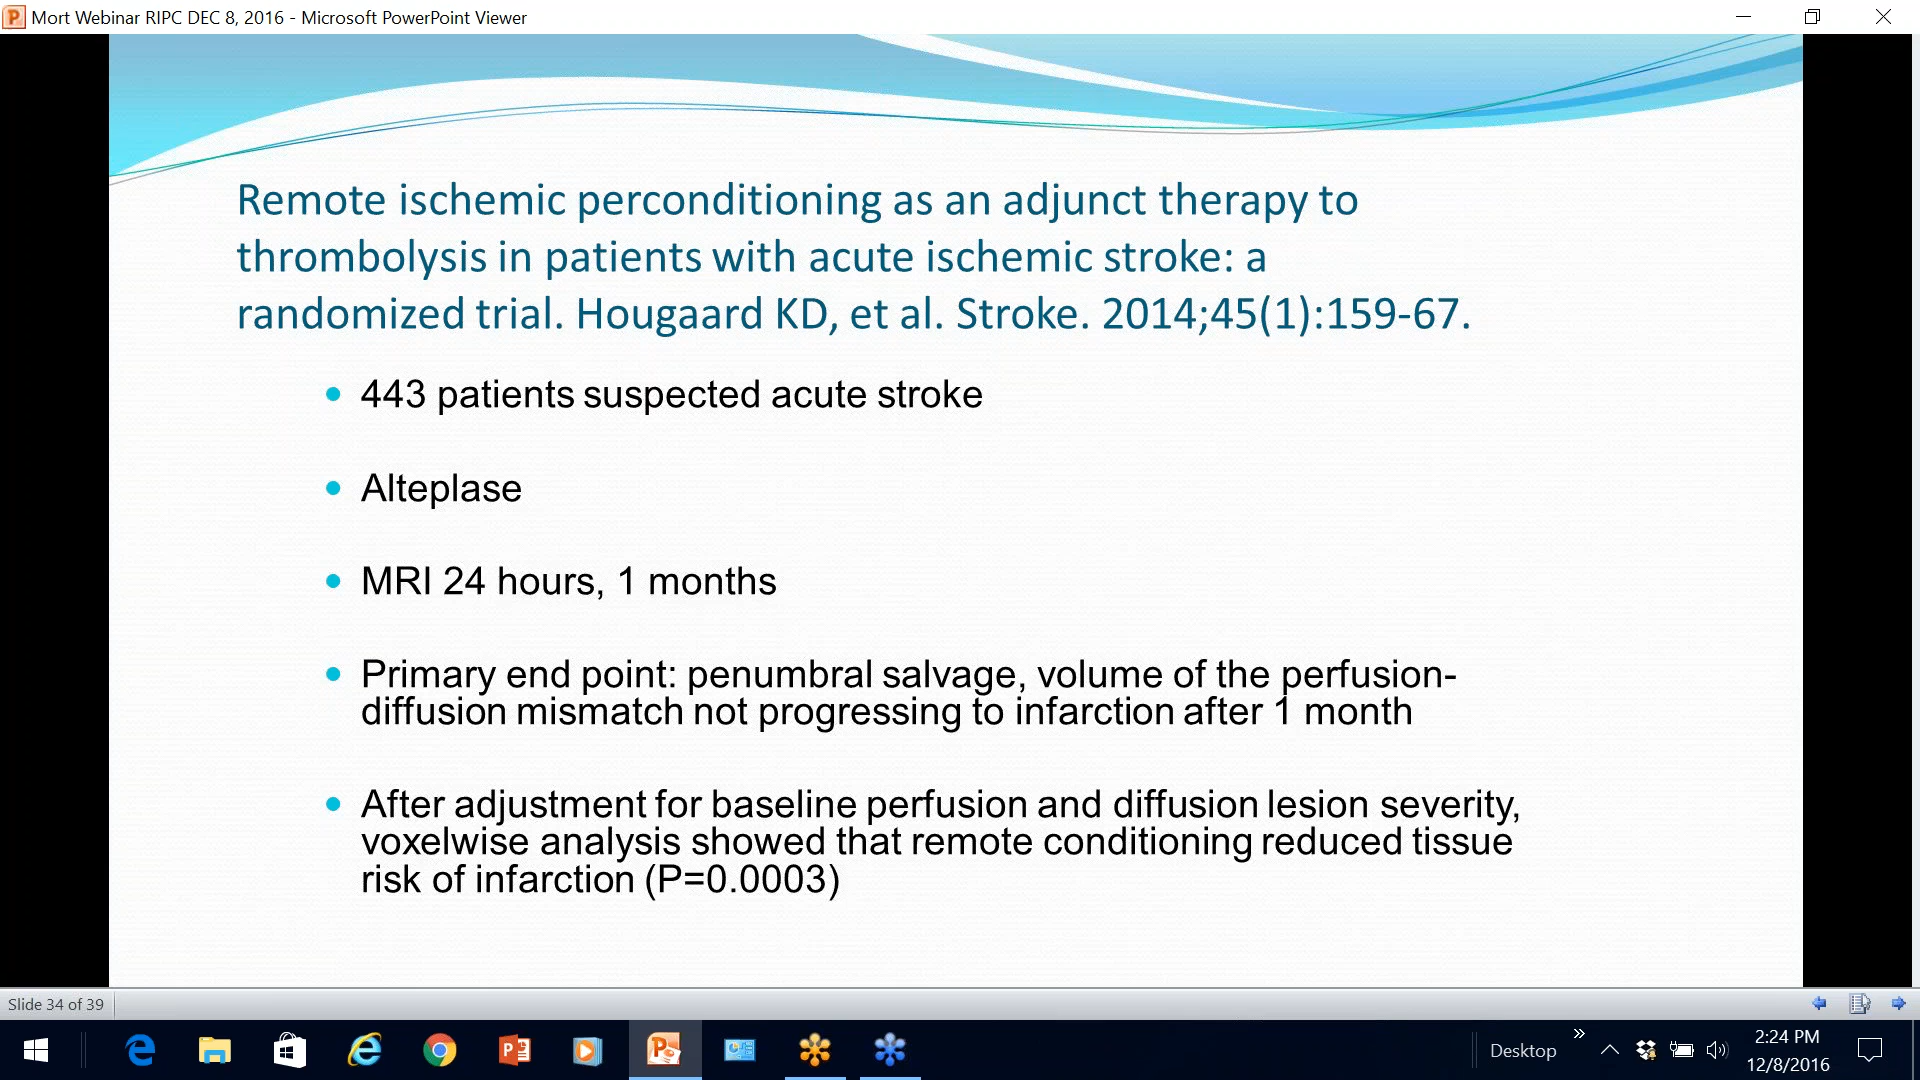 Mort Webinar RIPC DEC 8, 2016 - Microsoft PowerPoint Viewer
Remote ischemic perconditioning as an adjunct therapy to
thrombolysis in patients with acute ischemic stroke: a
randomized trial. Hougaard KD, et al. Stroke. 2014;45(1):159-67.
• 443 patients suspected acute stroke
• Alteplase
• MRI 24 hours, 1 months
• Primary end point: penumbral salvage, volume of the perfusion-
diffusion mismatch not progressing to infarction after 1 month
• After adjustment for baseline perfusion and diffusion lesion severity,
voxelwise analysis showed that remote conditioning reduced tissue
risk of infarction (P=0.0003)
Slide 34 of 39
Desktop
2:24 PM
12/8/2016